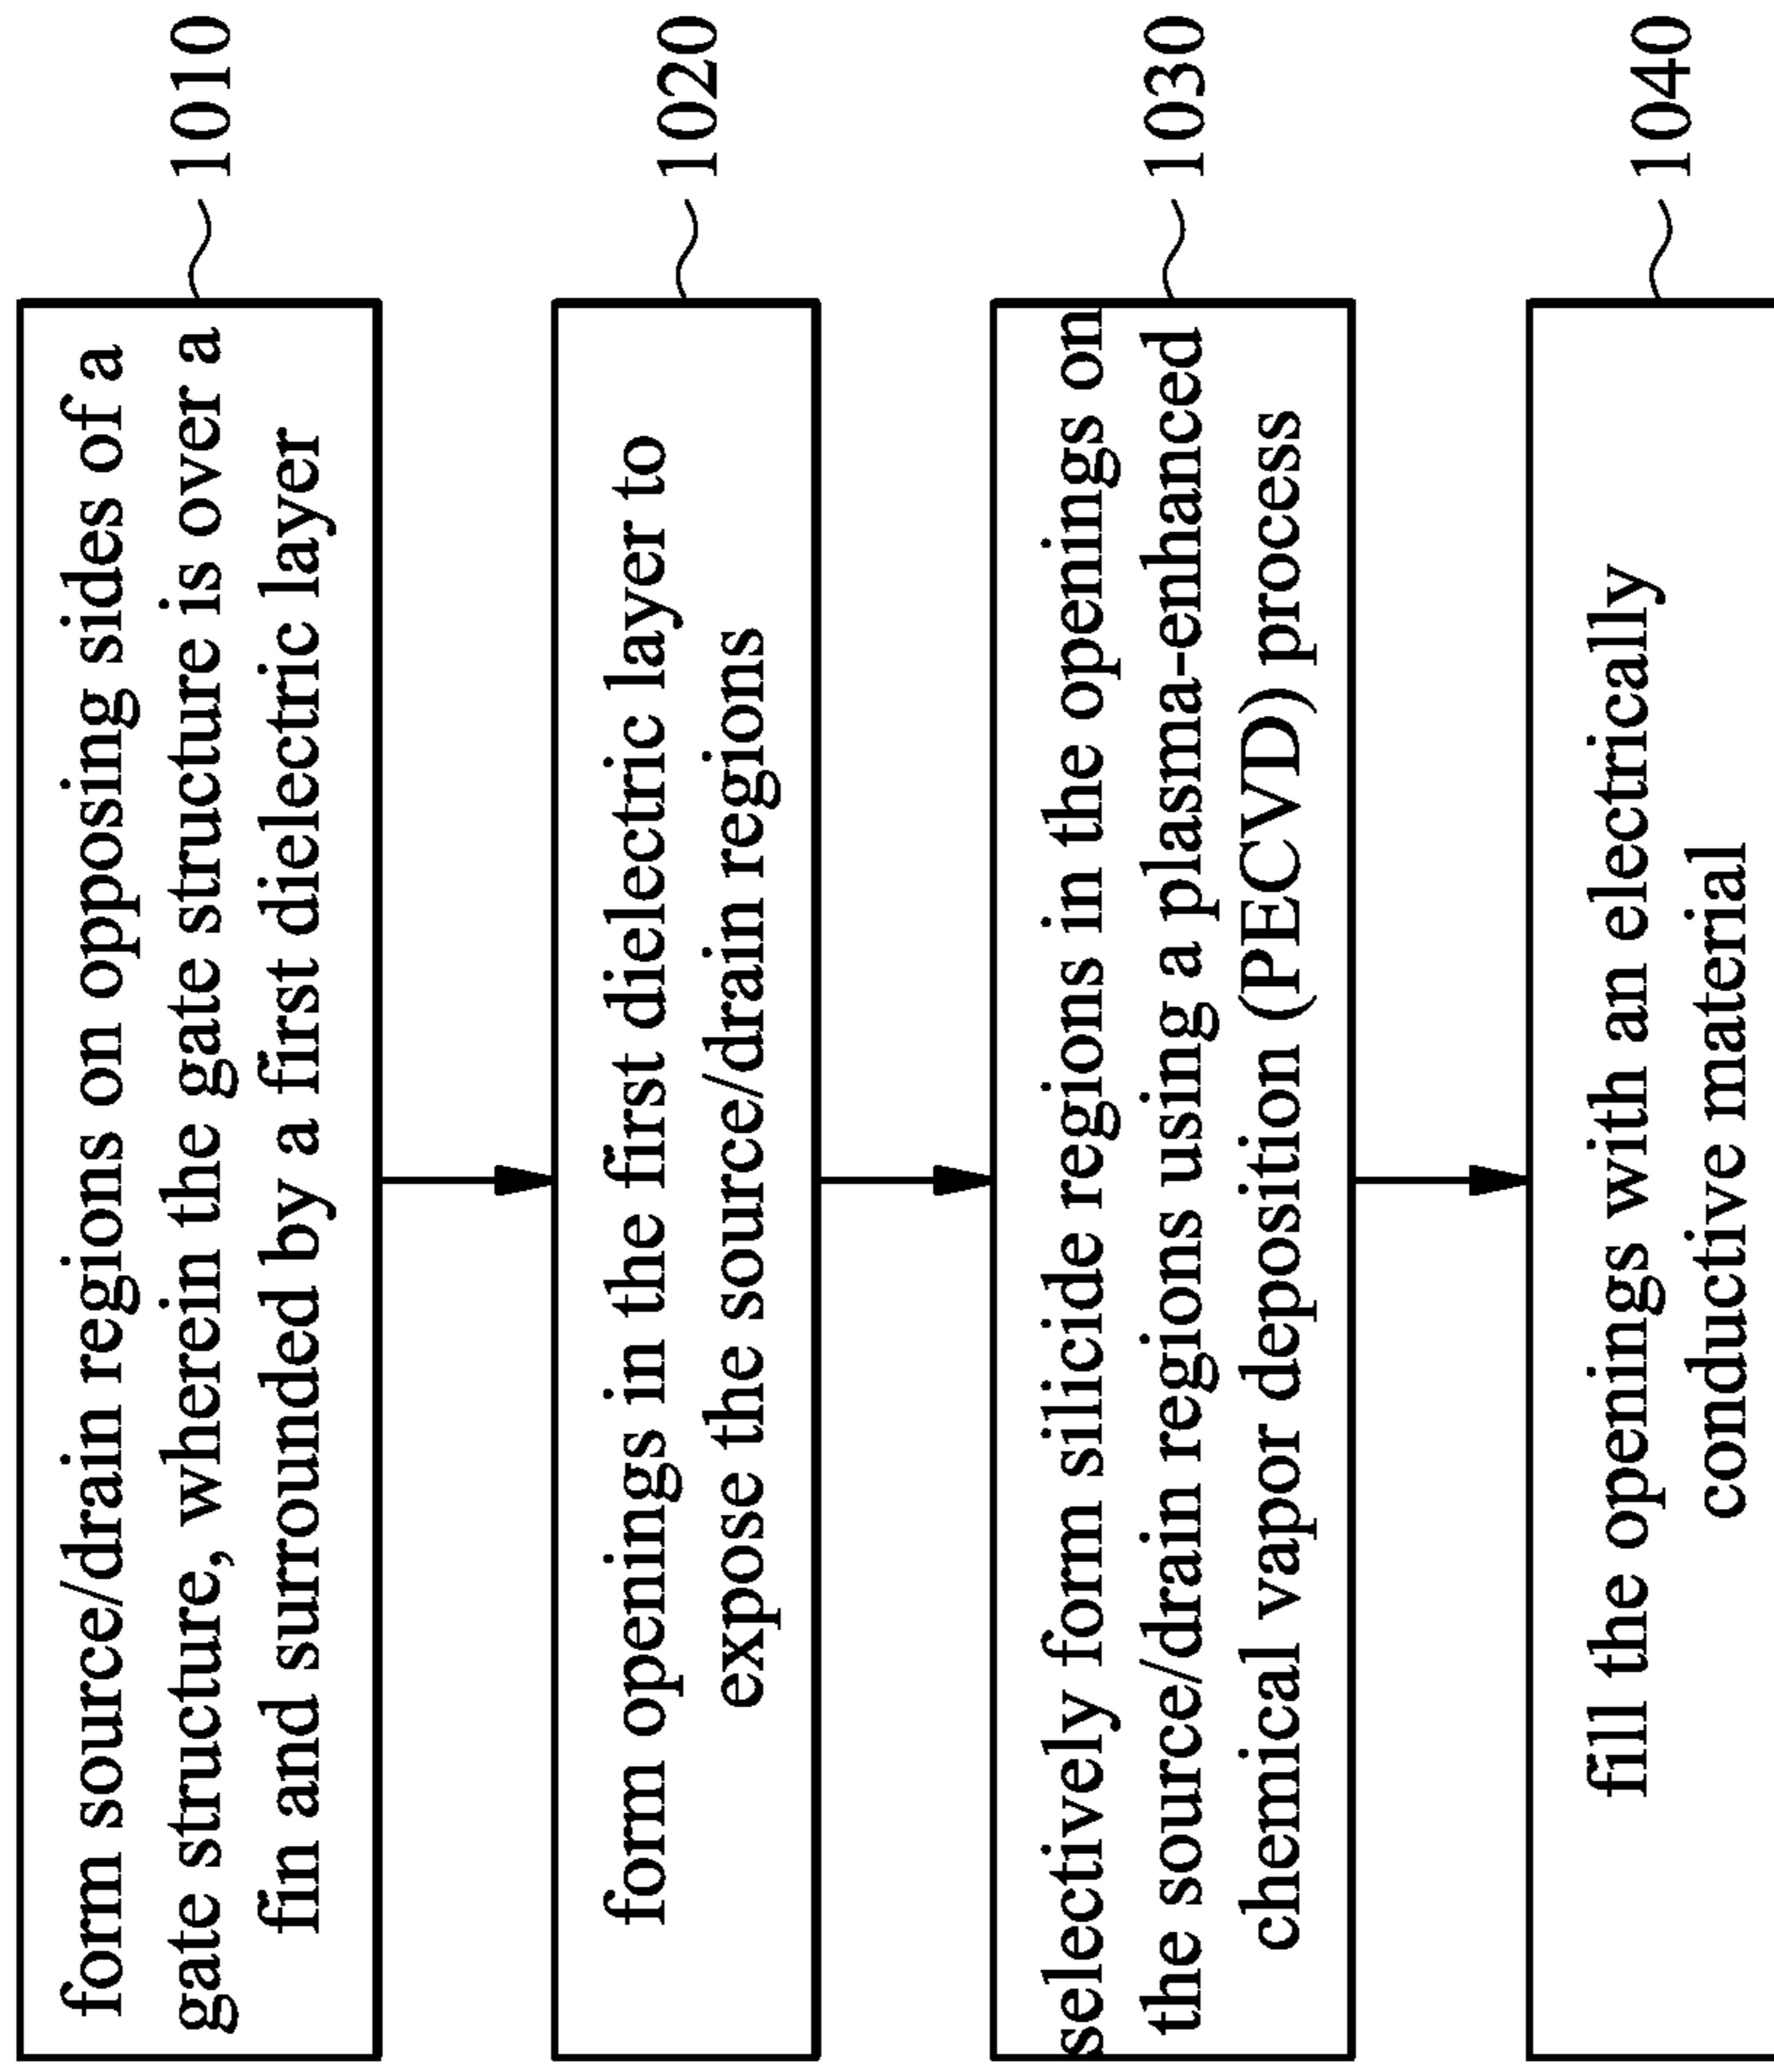 form source/drain regions on opposing sides of a
gate structure, wherein the gate structure is over a
fin and surrounded by a first dielectric layer
1010
form openings in the first dielectric layer to
expose the source/drain regions
1020
selectively form silicide regions in the openings on
the source/drain regions using a plasma-enhanced
chemical vapor deposition (PECVD) process
1030
fill the openings with an electrically
conductive material
1040